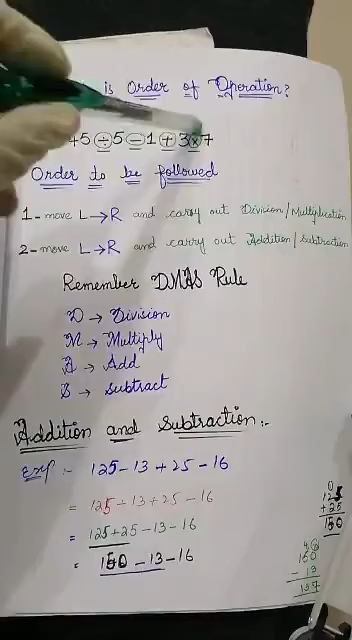 is Order of Operation?
+5 ÷ 5 - 1 + 3 × 7
Order to be followed
1- move L→R and carry out Division/Multiplication
2- move L→R and carry out Addition/Subtraction
Remember DMAS Rule
D → Division
M → Multiply
A → Add
S → Subtract
Addition and Subtraction:-
Exp:- 125-13+25-16
= 125-13+25-16
= 125+25-13-16
= 150-13-16
125
+25
150
150
- 13
137